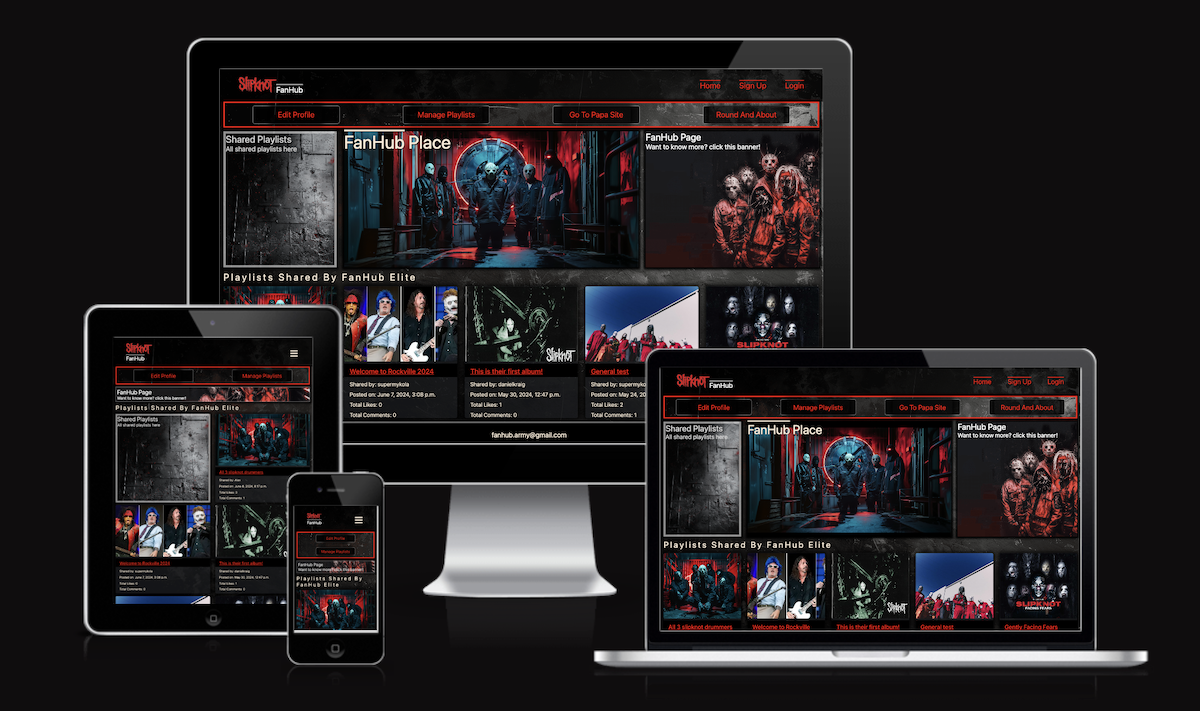 SlipKnoT
FanHub
Home Sign Up Login
Edit Profile Manage Playlists Go To Papa Site Round And About
Shared Playlists
All shared playlists here
FanHub Place
FanHub Page
Want to know more? click this banner!
Playlists Shared By FanHub Elite
SlipKnoT
SLIPKNOT
Welcome to Rockville 2024
Shared by: supermykola
Posted on: June 7, 2024, 3:08 p.m.
Total Likes: 0
Total Comments: 0
This is their first album!
Shared by: danielkraig
Posted on: May 30, 2024, 12:47 p.m.
Total Likes: 1
Total Comments: 0
General test
Shared by: supermyko
Posted on: May 24, 20
Total Likes: 2
Total Comments: 0
fanhub.army@gmail.com
SlipKnoT
FanHub
Edit Profile Manage Playlists
FanHub Page
Want to know more? click this banner!
Playlists Shared By FanHub Elite
Shared Playlists
All shared playlists here
All 3 slipknot drummers
Shared by: Alan
Total Likes: 3
Total Comments: 1
Welcome to Rockville 2024
Shared by: supermykola
Posted on: June 7, 2024, 3:08 p.m.
Total Likes: 0
Total Comments: 0
This is their first album!
Shared by: danielkraig
Posted on: May 30, 2024, 12:47 p.m.
Total Likes: 1
Total Comments: 0
SlipKnoT
FanHub
Edit Profile
Manage Playlists
FanHub Page
Want to know more? click this banner!
Playlists Shared By
FanHub Elite
SlipKnoT
FanHub
Home Sign Up Login
Edit Profile Manage Playlists Go To Papa Site Round And About
Shared Playlists
All shared playlists here
FanHub Place
FanHub Page
Want to know more? click this banner!
Playlists Shared By FanHub Elite
SlipKnoT
SLIPKNOT
FACING FEARS
All 3 slipknot drummers
Welcome to Rockville
This is their first album!
General test
Gently Facing Fears